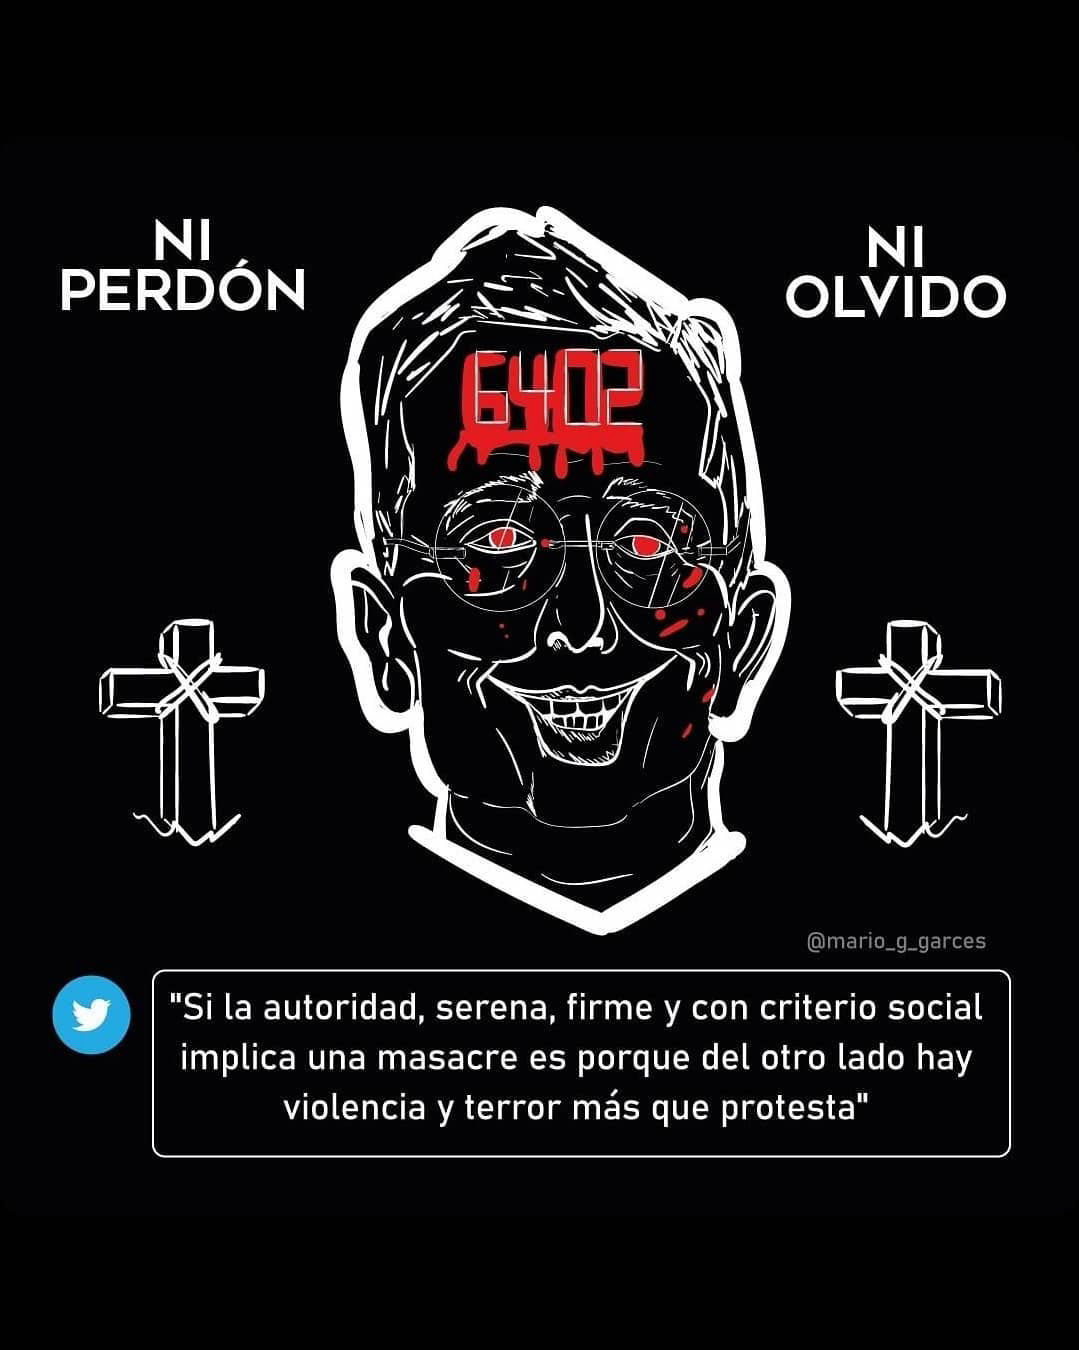 NI
PERDÓN
NI
OLVIDO
6402
@mario_g_garces
"Si la autoridad, serena, firme y con criterio social
implica una masacre es porque del otro lado hay
violencia y terror más que protesta"